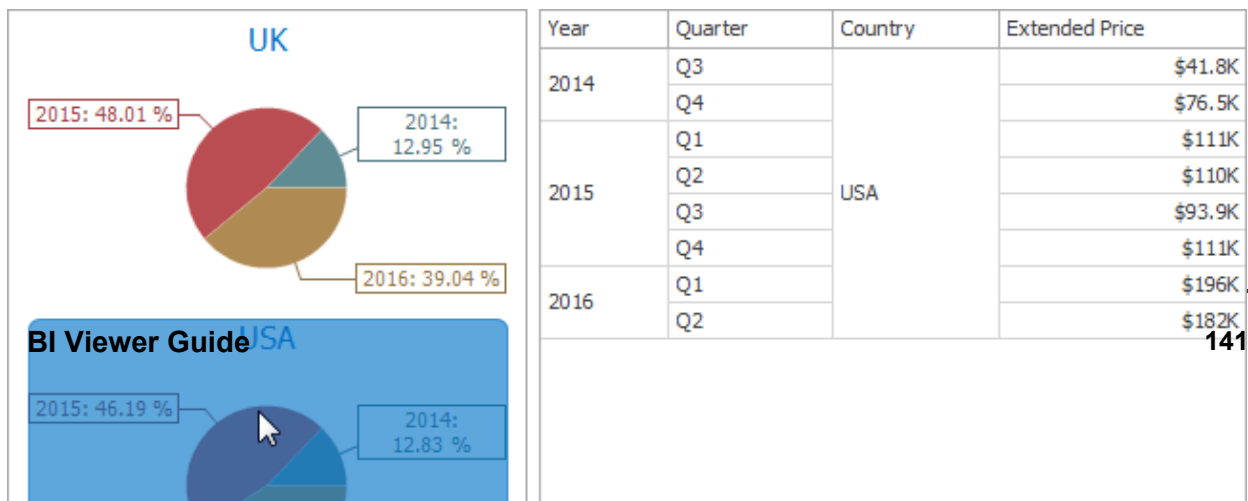 UK
2015: 48.01 %
2014:
12.95 %
2016: 39.04 %
USA
2015: 46.19 %
2014:
12.83 %
Year Quarter Country Extended Price
2014 Q3 USA $41.8K
Q4 $76.5K
2015 Q1 $111K
Q2 $110K
Q3 $93.9K
Q4 $111K
2016 Q1 $196K
Q2 $182K
BI Viewer Guide 141